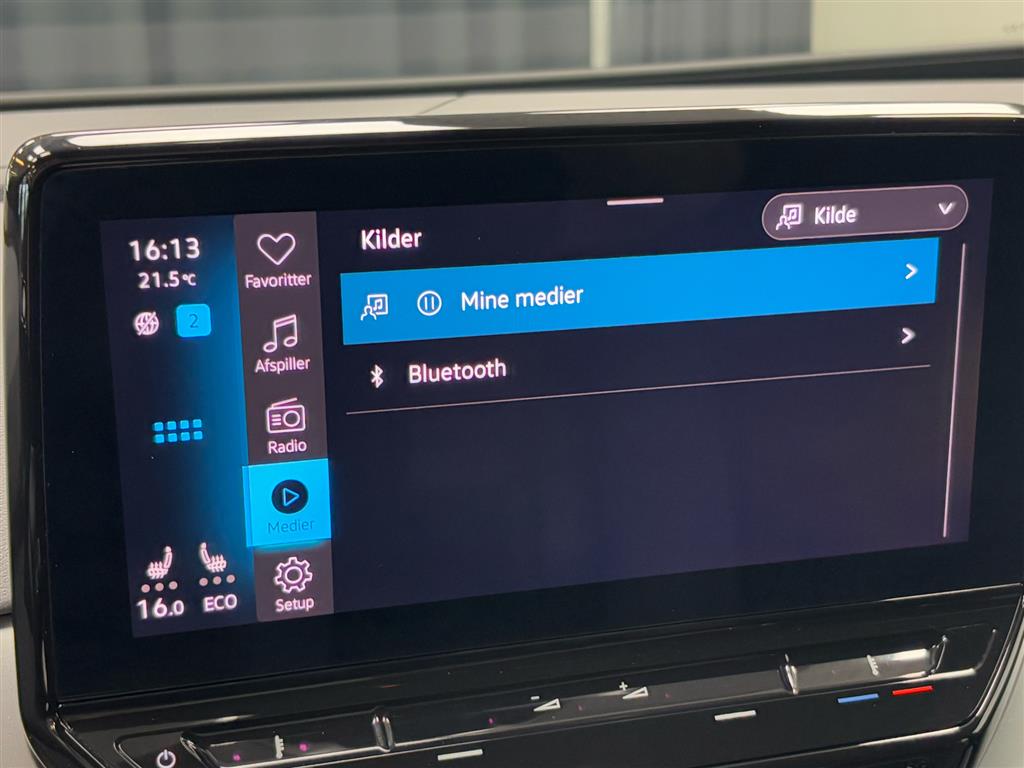 16:13
21.5°C
2
Favoritter
Afspiller
Radio
Medier
Setup
16.0
ECO
Kilder
Kilde
Mine medier
Bluetooth